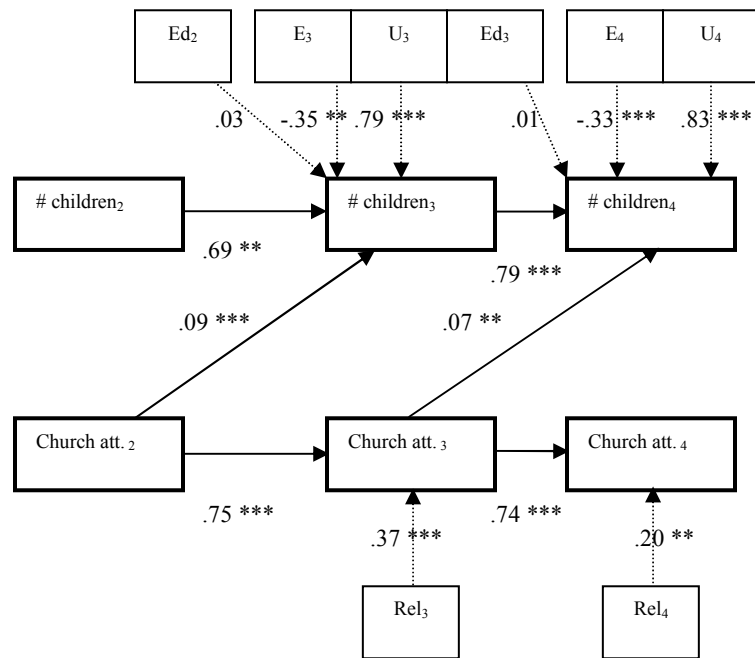 Ed₂ E₃ U₃ Ed₃ E₄ U₄
.03 -.35 ** .79 *** .01 -.33 *** .83 ***
# children₂ # children₃ # children₄
.69 ** .79 ***
.09 *** .07 **
Church att. ₂ Church att. ₃ Church att. ₄
.75 *** .37 *** .74 *** .20 **
Rel₃ Rel₄